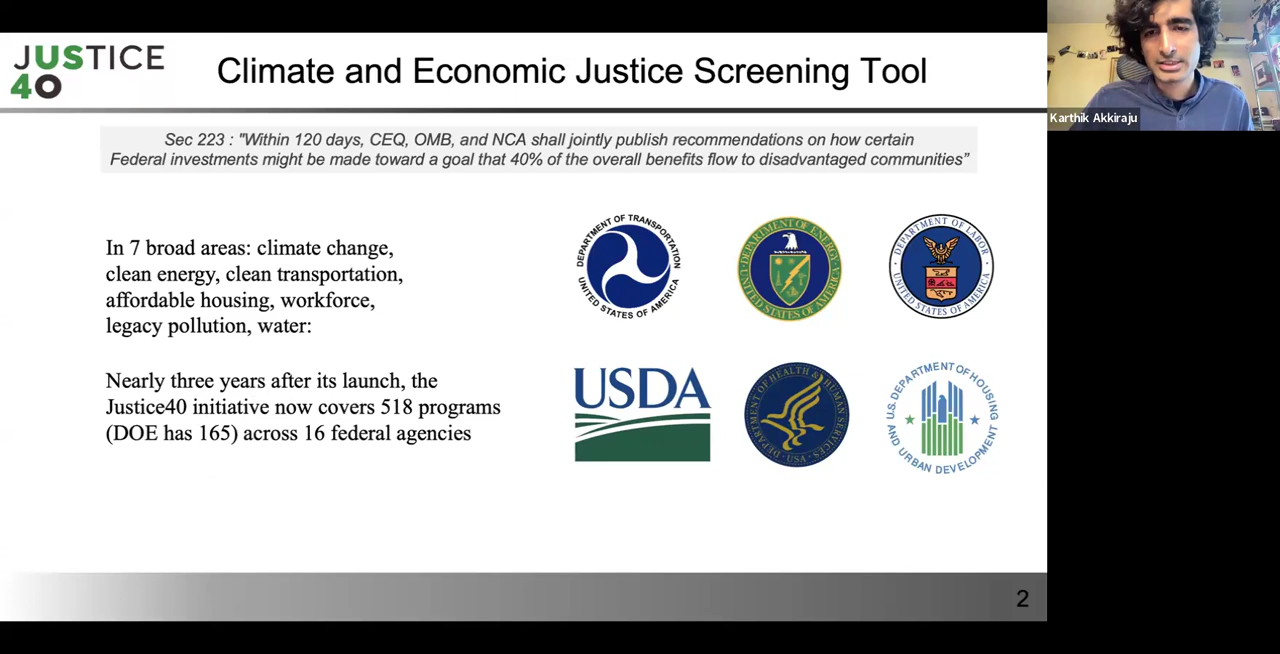 JUSTICE
40
Climate and Economic Justice Screening Tool
Karthik Akkiraju
Sec 223 : "Within 120 days, CEQ, OMB, and NCA shall jointly publish recommendations on how certain
Federal investments might be made toward a goal that 40% of the overall benefits flow to disadvantaged communities”
In 7 broad areas: climate change,
clean energy, clean transportation,
affordable housing, workforce,
legacy pollution, water:
Nearly three years after its launch, the
Justice40 initiative now covers 518 programs
(DOE has 165) across 16 federal agencies
DEPARTMENT OF TRANSPORTATION
UNITED STATES OF AMERICA
DEPARTMENT OF ENERGY
UNITED STATES OF AMERICA
DEPARTMENT OF LABOR
UNITED STATES OF AMERICA
USDA
DEPARTMENT OF HEALTH & HUMAN SERVICES
USA
U.S. DEPARTMENT OF HOUSING
AND URBAN DEVELOPMENT
2